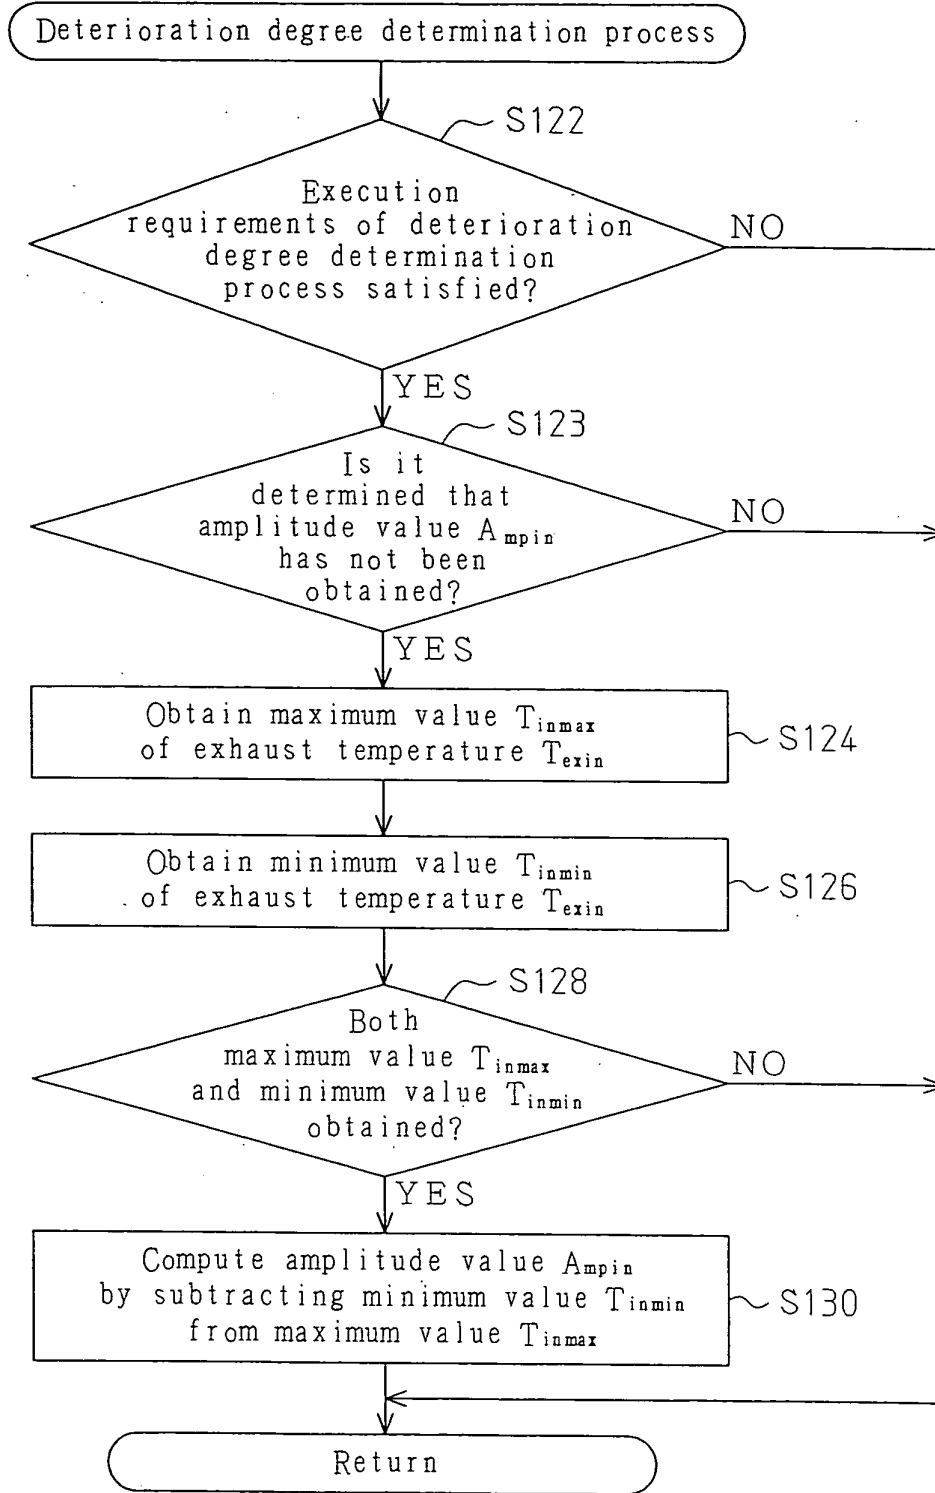 Deterioration degree determination process
S122
Execution
requirements of deterioration
degree determination
process satisfied?
NO
YES
S123
Is it
determined that
amplitude value Ampin
has not been
obtained?
NO
YES
Obtain maximum value Tinmax
of exhaust temperature Texin
S124
Obtain minimum value Tinmin
of exhaust temperature Texin
S126
S128
Both
maximum value Tinmax
and minimum value Tinmin
obtained?
NO
YES
Compute amplitude value Ampin
by subtracting minimum value Tinmin
from maximum value Tinmax
S130
Return